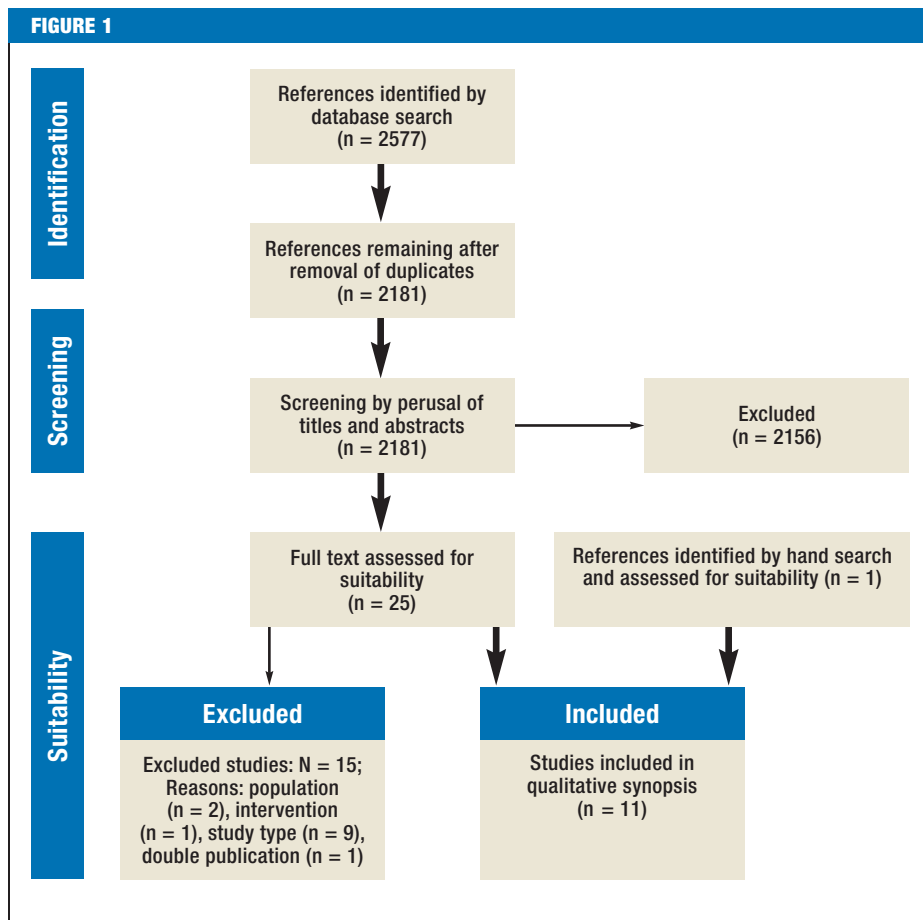 FIGURE 1
Identification
References identified by
database search
(n = 2577)
References remaining after
removal of duplicates
(n = 2181)
Screening
Screening by perusal of
titles and abstracts
(n = 2181)
Excluded
(n = 2156)
Suitability
Full text assessed for
suitability
(n = 25)
References identified by hand search
and assessed for suitability (n = 1)
Excluded
Excluded studies: N = 15;
Reasons: population
(n = 2), intervention
(n = 1), study type (n = 9),
double publication (n = 1)
Included
Studies included in
qualitative synopsis
(n = 11)